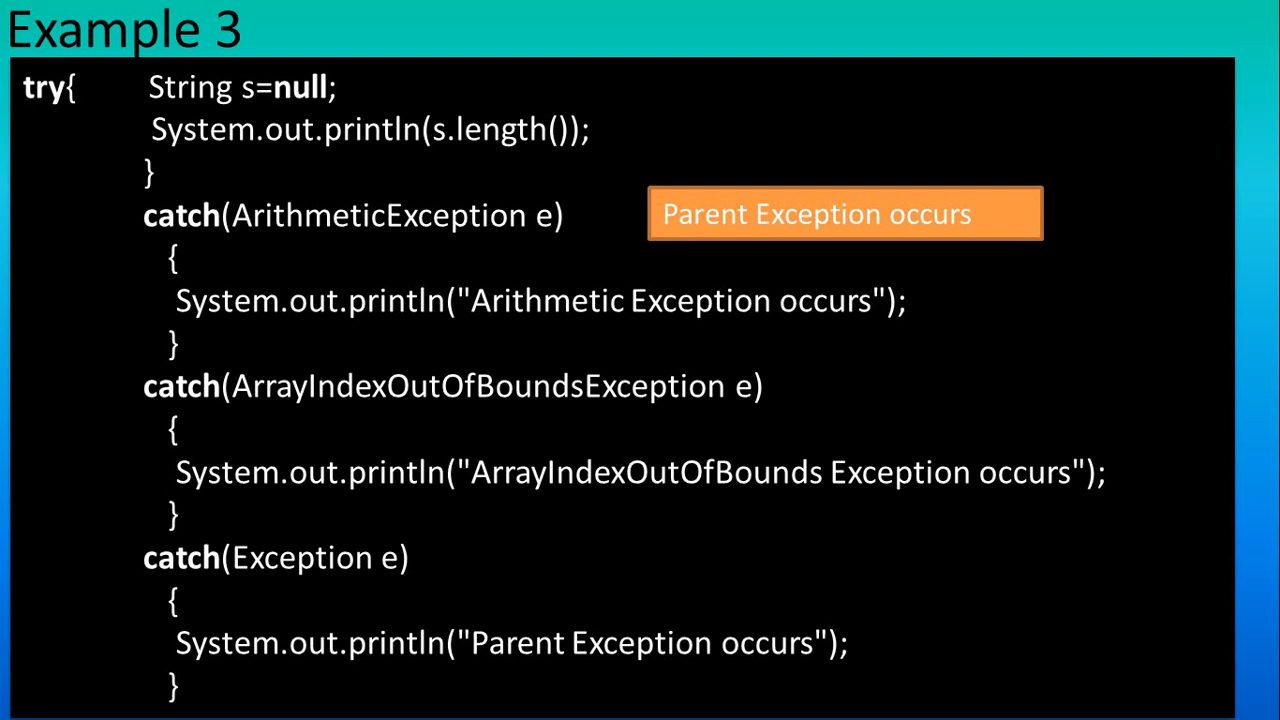 Example 3
try{ String s=null;
System.out.println(s.length());
}
catch(ArithmeticException e)
Parent Exception occurs
{
System.out.println("Arithmetic Exception occurs");
}
catch(ArrayIndexOutOfBoundsException e)
{
System.out.println("ArrayIndexOutOfBounds Exception occurs");
}
catch(Exception e)
{
System.out.println("Parent Exception occurs");
}